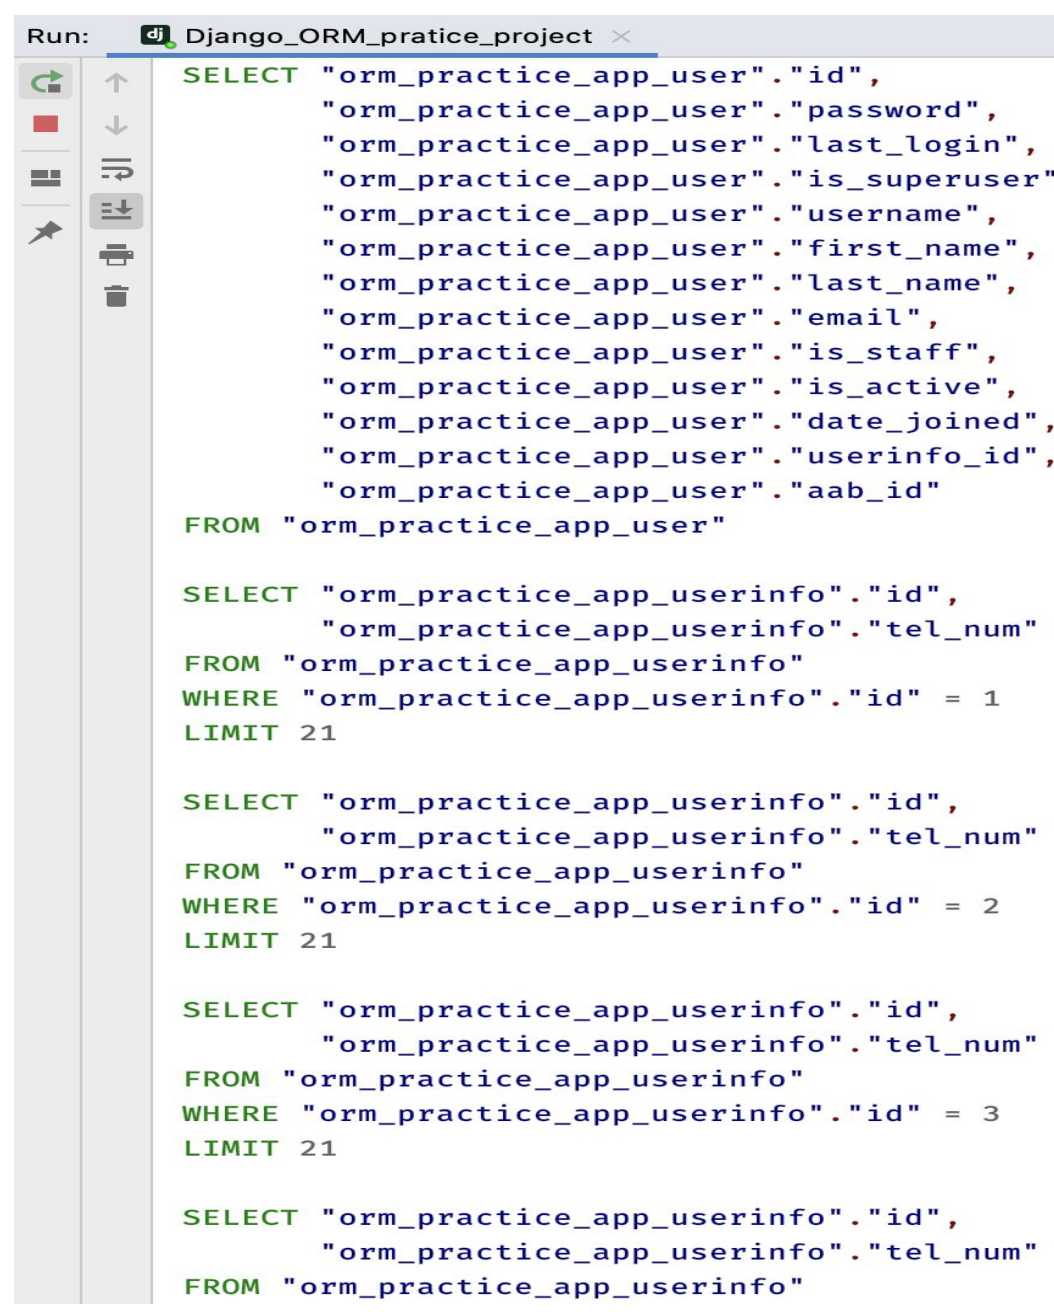 Run: dj Django_ORM_pratice_project ×
SELECT "orm_practice_app_user"."id",
"orm_practice_app_user"."password",
"orm_practice_app_user"."last_login",
"orm_practice_app_user"."is_superuser"
"orm_practice_app_user"."username",
"orm_practice_app_user"."first_name",
"orm_practice_app_user"."last_name",
"orm_practice_app_user"."email",
"orm_practice_app_user"."is_staff",
"orm_practice_app_user"."is_active",
"orm_practice_app_user"."date_joined",
"orm_practice_app_user"."userinfo_id",
"orm_practice_app_user"."aab_id"
FROM "orm_practice_app_user"
SELECT "orm_practice_app_userinfo"."id",
"orm_practice_app_userinfo"."tel_num"
FROM "orm_practice_app_userinfo"
WHERE "orm_practice_app_userinfo"."id" = 1
LIMIT 21
SELECT "orm_practice_app_userinfo"."id",
"orm_practice_app_userinfo"."tel_num"
FROM "orm_practice_app_userinfo"
WHERE "orm_practice_app_userinfo"."id" = 2
LIMIT 21
SELECT "orm_practice_app_userinfo"."id",
"orm_practice_app_userinfo"."tel_num"
FROM "orm_practice_app_userinfo"
WHERE "orm_practice_app_userinfo"."id" = 3
LIMIT 21
SELECT "orm_practice_app_userinfo"."id",
"orm_practice_app_userinfo"."tel_num"
FROM "orm_practice_app_userinfo"